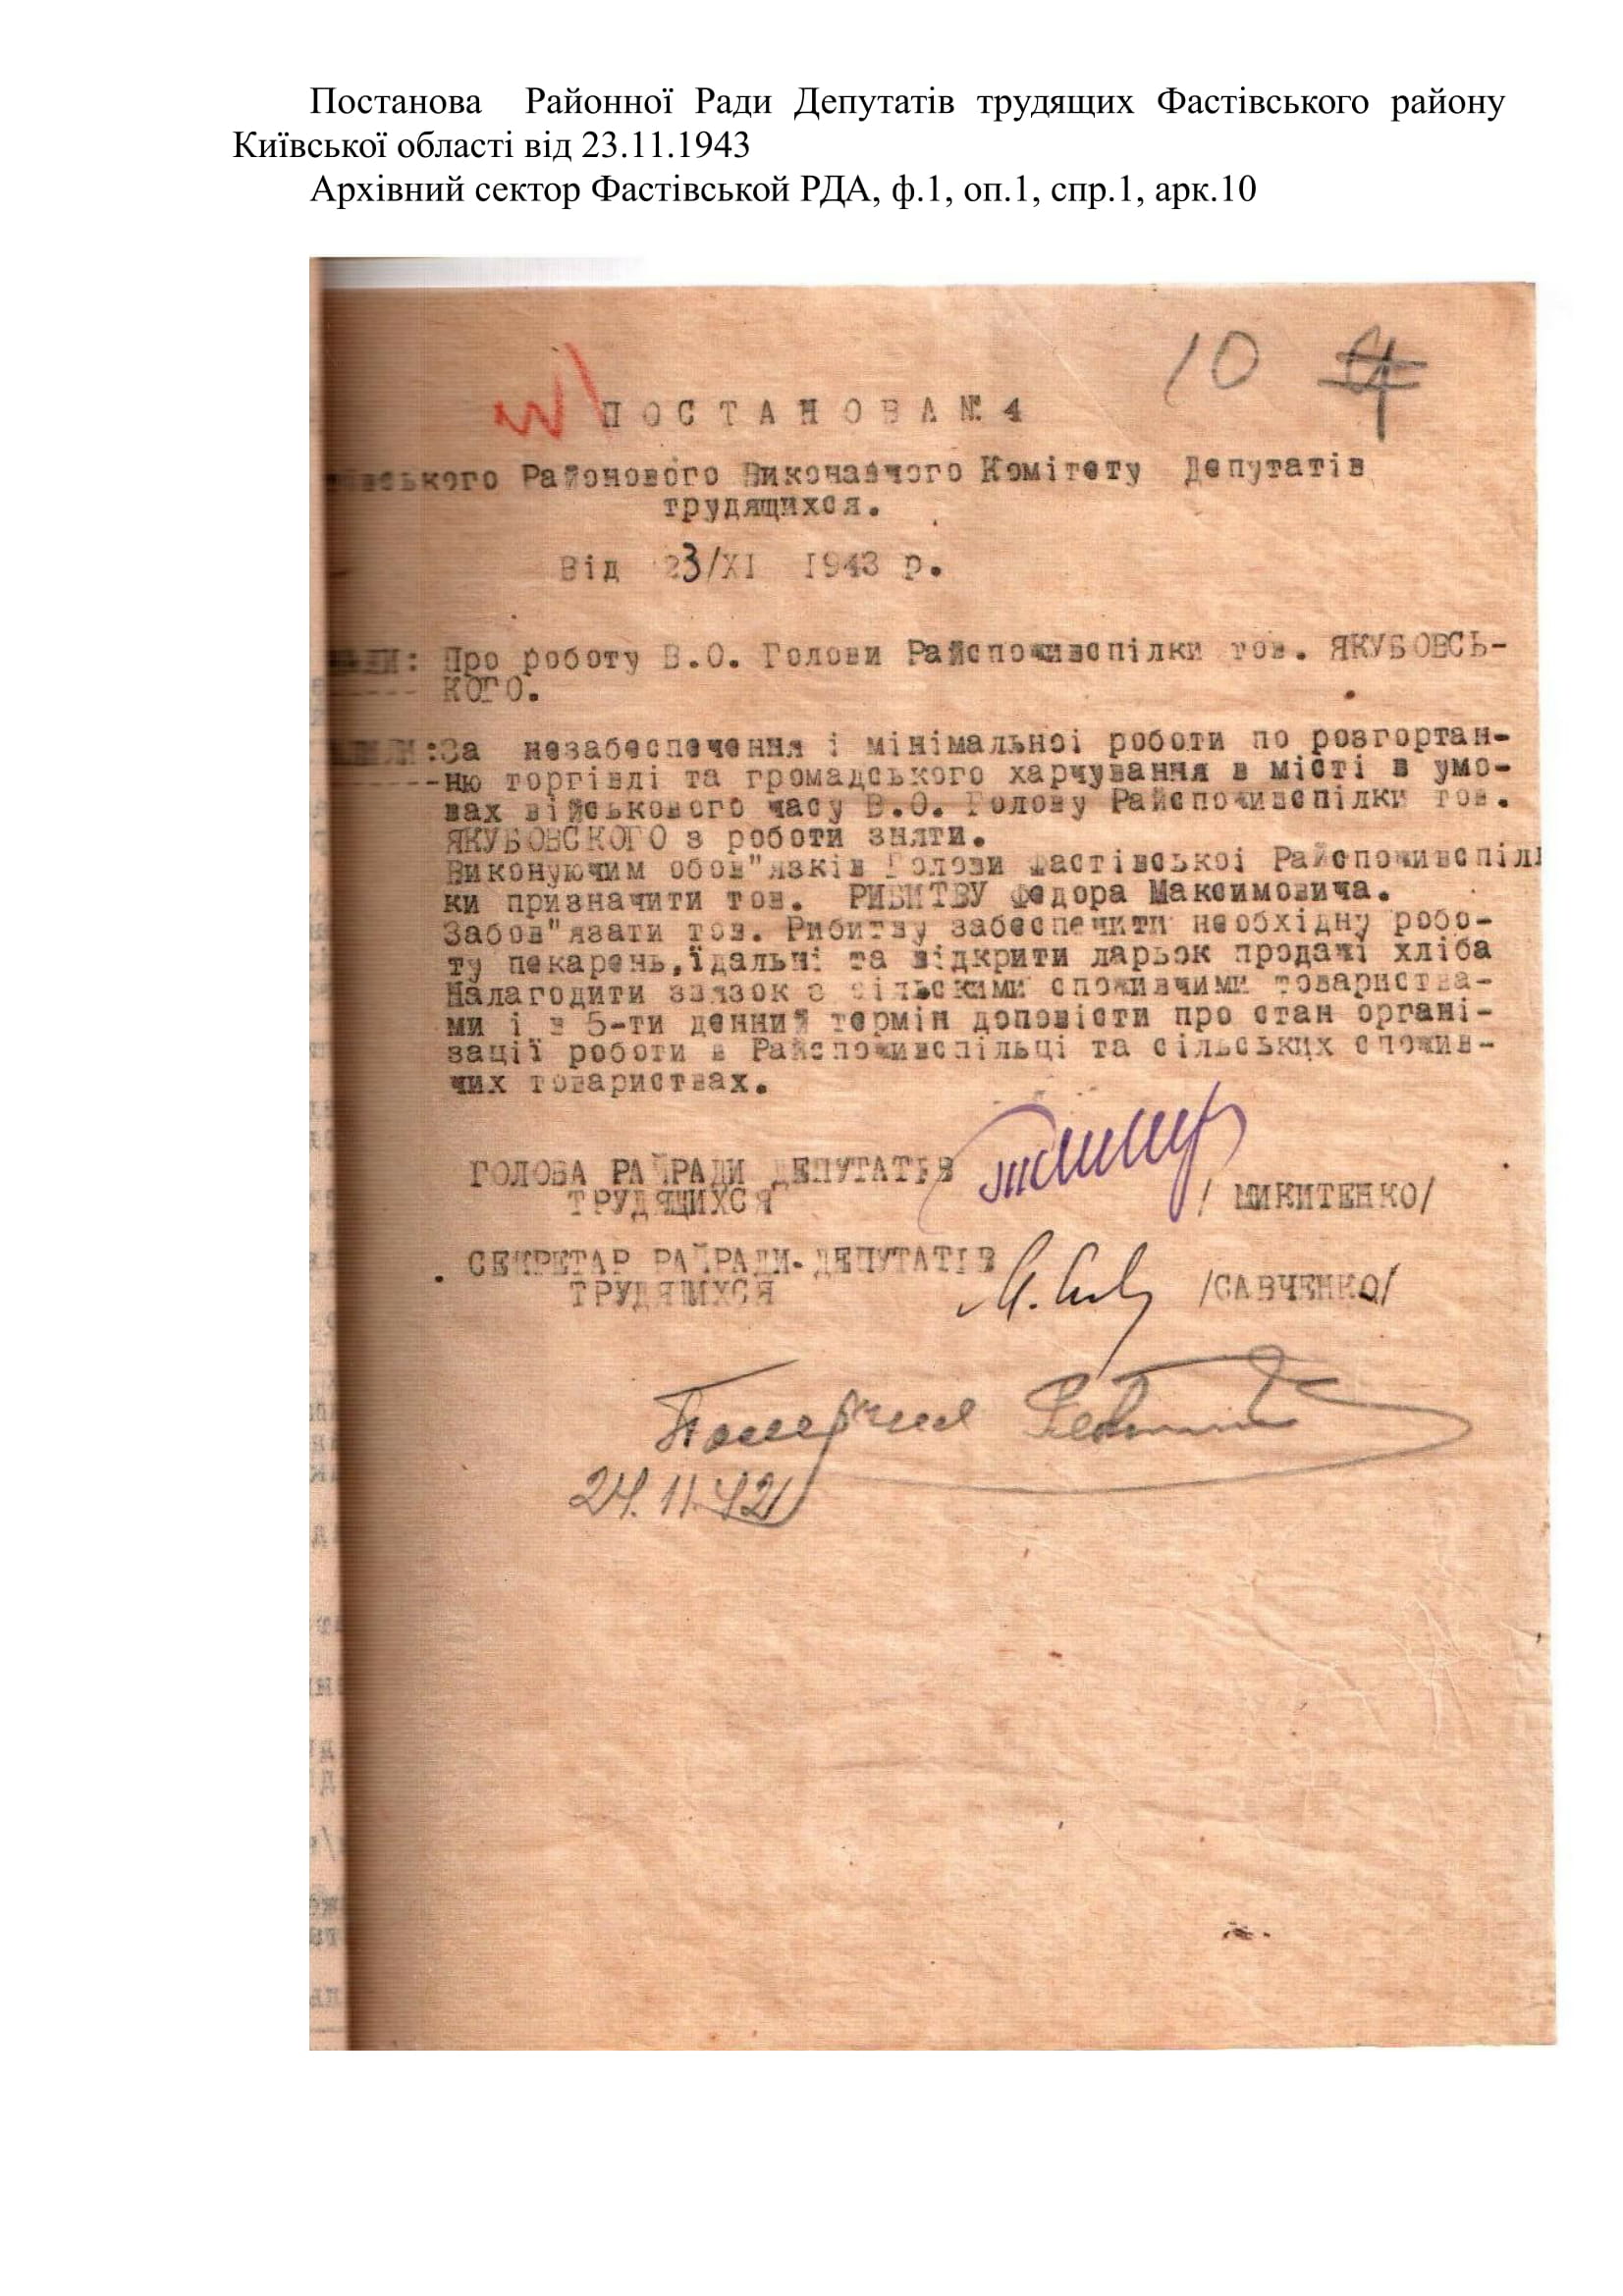 Постанова Районної Ради Депутатів трудящих Фастівського району
Київської області від 23.11.1943
Архівний сектор Фастівськой РДА, ф.1, оп.1, спр.1, арк.10
10 4
ПОСТАНОВА № 4
ського Районового Виконавчого Комітету Депутатів
трудящихся.
Від 23/XI 1943 р.
Про роботу В.О. Голови Райспоживспілки тов. ЯКУБОВСЬ-
КОГО.
За незабеспечення і мінімальної роботи по розгортан-
ню торгівлі та громадського харчування в місті в умо-
вах військового часу В.О. Голову Райспоживспілки тов.
ЯКУБОВСКОГО з роботи зняти.
Виконуючим обов"язків Голови Фастівської Райспоживспіл
ки призначити тов. РИБИТВУ Федора Максимовича.
Забов"язати тов. Рибитву забеспечити необхідну робо-
ту пекарень, їдальні та відкрити ларьок продажі хліба
Налагодити звязок з сільскими споживчими товариства-
ми і в 5-ти денний термін доповісти про стан органі-
зації роботи в Райспоживспільці та сільських спожив-
чих товариствах.
ГОЛОВА РАЙРАДИ ДЕПУТАТІВ
ТРУДЯЩИХСЯ / МИКИТЕНКО/
СЕКРЕТАР РАЙРАДИ-ДЕПУТАТІВ
ТРУДЯЩИХСЯ /САВЧЕНКО/
24.11.42